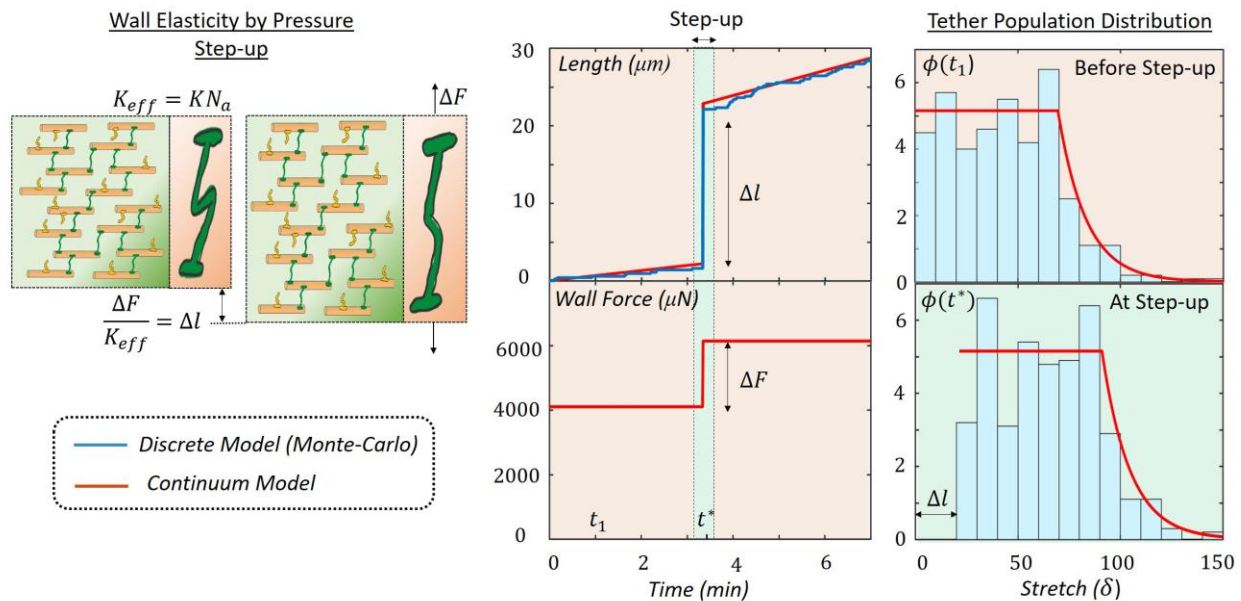 Wall Elasticity by Pressure
Step-up
K_eff = KN_a
ΔF
ΔF/K_eff = Δl
Discrete Model (Monte-Carlo)
Continuum Model
Step-up
30
Length (μm)
20
10
0
Δl
Wall Force (μN)
6000
4000
2000
0
ΔF
t_1
t*
0
2
4
6
Time (min)
Tether Population Distribution
ϕ(t_1)
Before Step-up
6
4
2
0
ϕ(t*)
At Step-up
6
4
2
0
Δl
0
50
100
150
Stretch (δ)